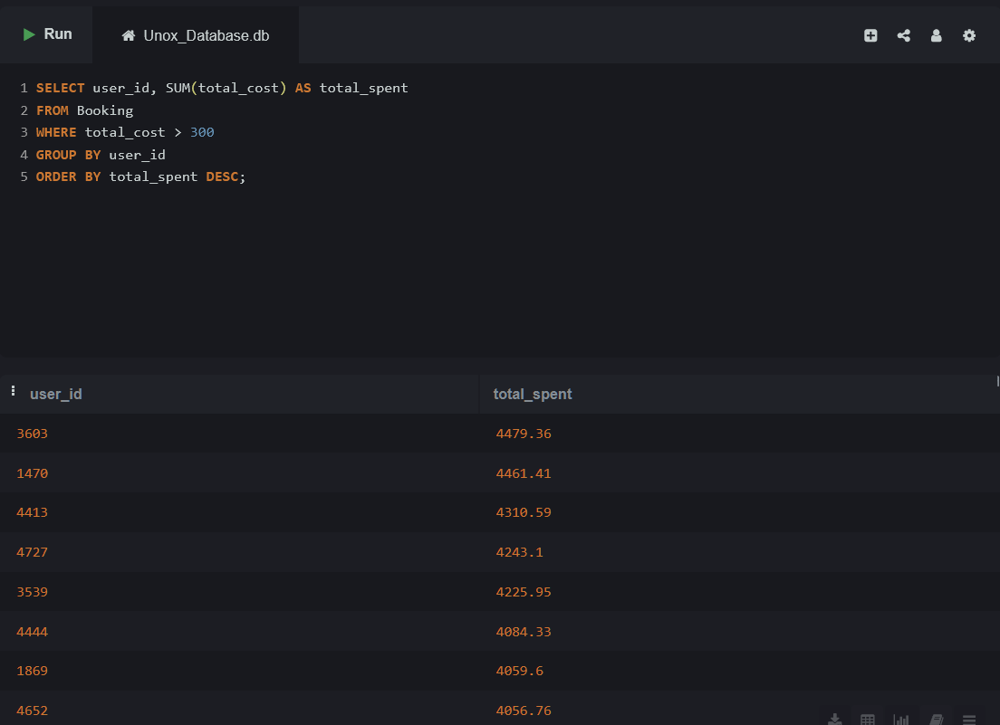 Run
Unox_Database.db
1 SELECT user_id, SUM(total_cost) AS total_spent
2 FROM Booking
3 WHERE total_cost > 300
4 GROUP BY user_id
5 ORDER BY total_spent DESC;
user_id total_spent
3603 4479.36
1470 4461.41
4413 4310.59
4727 4243.1
3539 4225.95
4444 4084.33
1869 4059.6
4652 4056.76